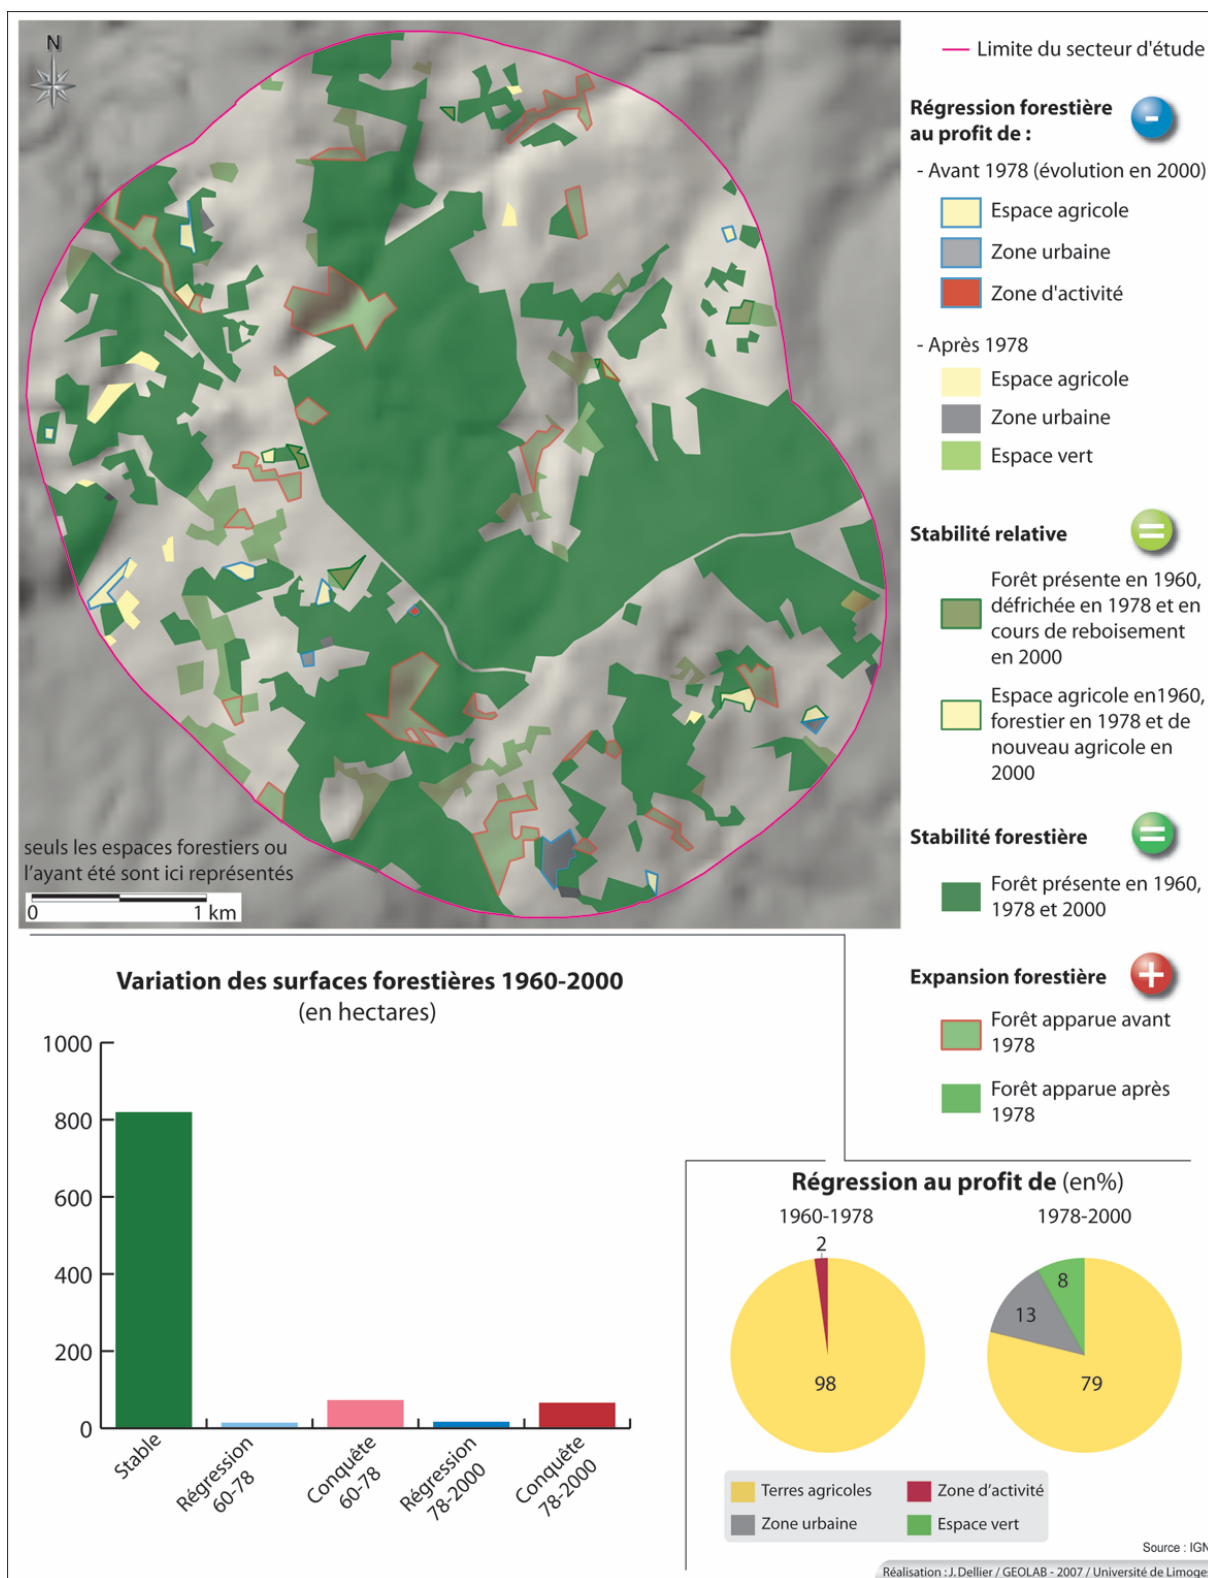 N
seuls les espaces forestiers ou
l'ayant été sont ici représentés
0 1 km
Limite du secteur d'étude
Régression forestière
au profit de :
-
- Avant 1978 (évolution en 2000)
Espace agricole
Zone urbaine
Zone d'activité
- Après 1978
Espace agricole
Zone urbaine
Espace vert
Stabilité relative
=
Forêt présente en 1960,
défrichée en 1978 et en
cours de reboisement
en 2000
Espace agricole en1960,
forestier en 1978 et de
nouveau agricole en
2000
Stabilité forestière
=
Forêt présente en 1960,
1978 et 2000
Expansion forestière
+
Forêt apparue avant
1978
Forêt apparue après
1978
Variation des surfaces forestières 1960-2000
(en hectares)
1000
800
600
400
200
0
Stable
Régression
60-78
Conquête
60-78
Régression
78-2000
Conquête
78-2000
Régression au profit de (en%)
1960-1978
2
98
1978-2000
8
13
79
Terres agricoles
Zone d'activité
Zone urbaine
Espace vert
Source : IGN
Réalisation : J. Dellier / GEOLAB - 2007 / Université de Limoges